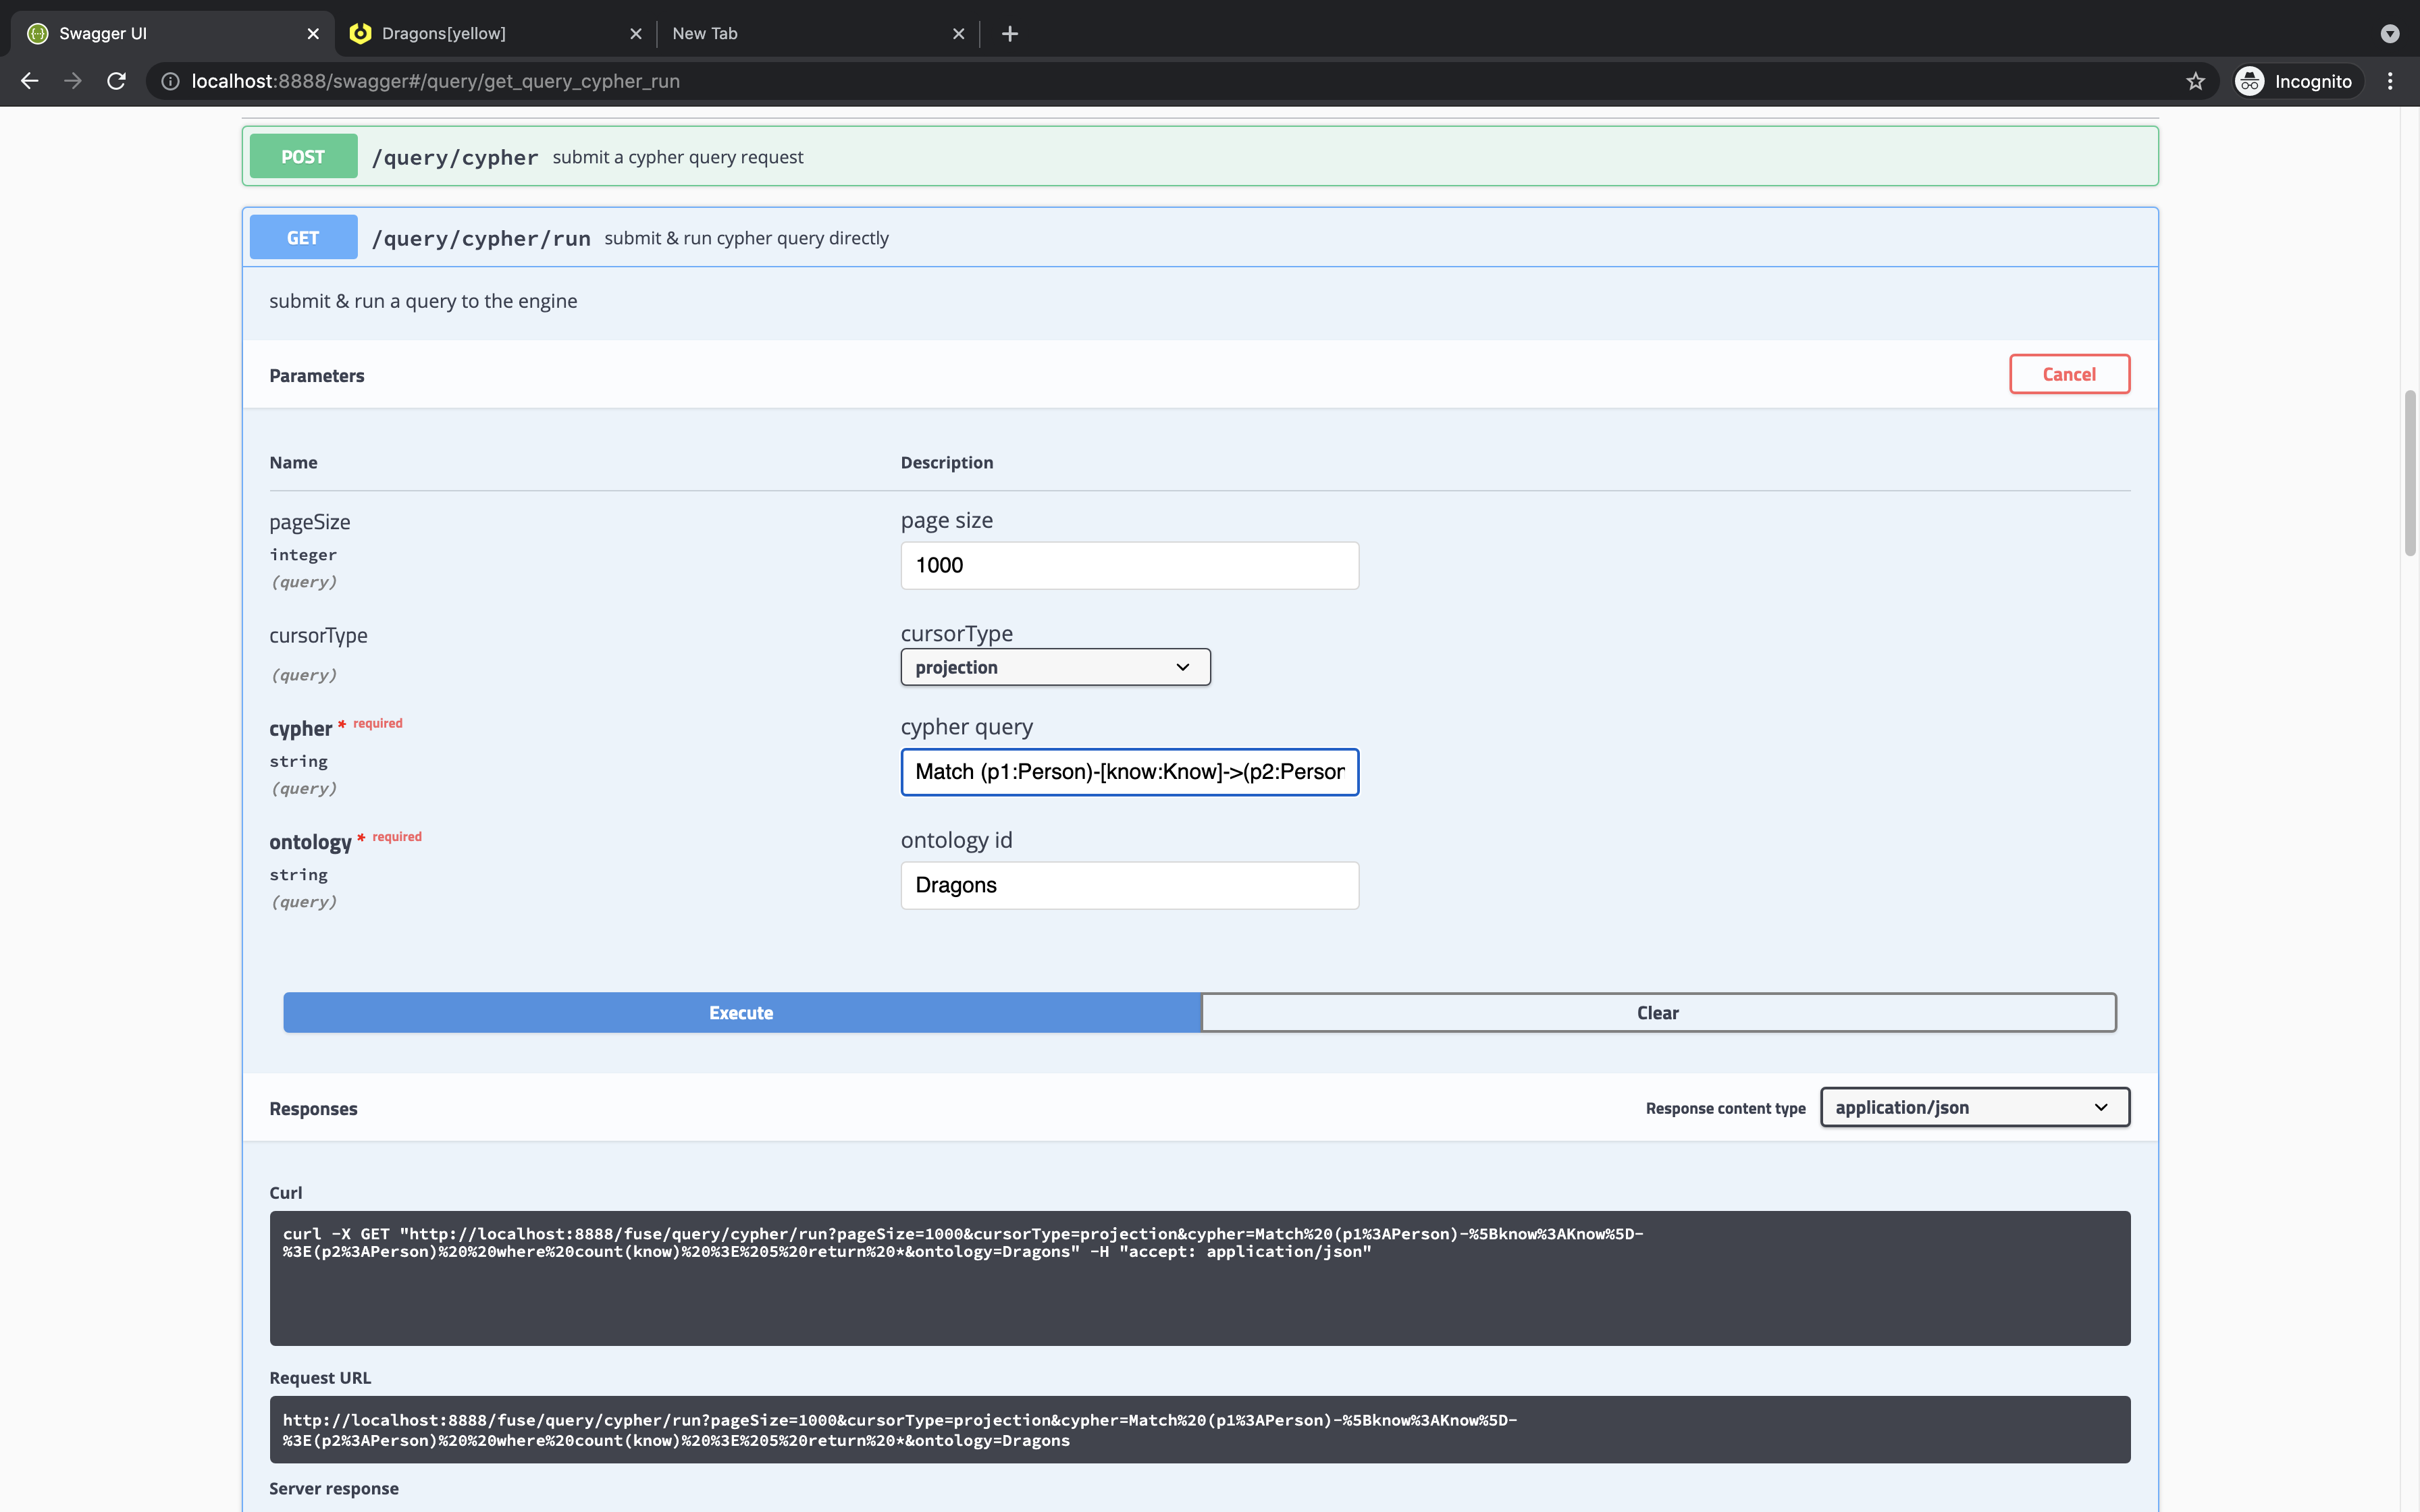 Swagger UI
Dragons[yellow]
New Tab
localhost:8888/swagger#/query/get_query_cypher_run
Incognito
POST /query/cypher submit a cypher query request
GET /query/cypher/run submit & run cypher query directly
submit & run a query to the engine
Parameters
Cancel
Name Description
pageSize page size
integer
(query)
1000
cursorType cursorType
(query)
projection
cypher * required cypher query
string
(query)
Match (p1:Person)-[know:Know]->(p2:Person
ontology * required ontology id
string
(query)
Dragons
Execute Clear
Responses Response content type application/json
Curl
curl -X GET "http://localhost:8888/fuse/query/cypher/run?pageSize=1000&cursorType=projection&cypher=Match%20(p1%3APerson)-%5Bknow%3AKnow%5D-
%3E(p2%3APerson)%20%20where%20count(know)%20%3E%205%20return%20*&ontology=Dragons" -H "accept: application/json"
Request URL
http://localhost:8888/fuse/query/cypher/run?pageSize=1000&cursorType=projection&cypher=Match%20(p1%3APerson)-%5Bknow%3AKnow%5D-
%3E(p2%3APerson)%20%20where%20count(know)%20%3E%205%20return%20*&ontology=Dragons
Server response